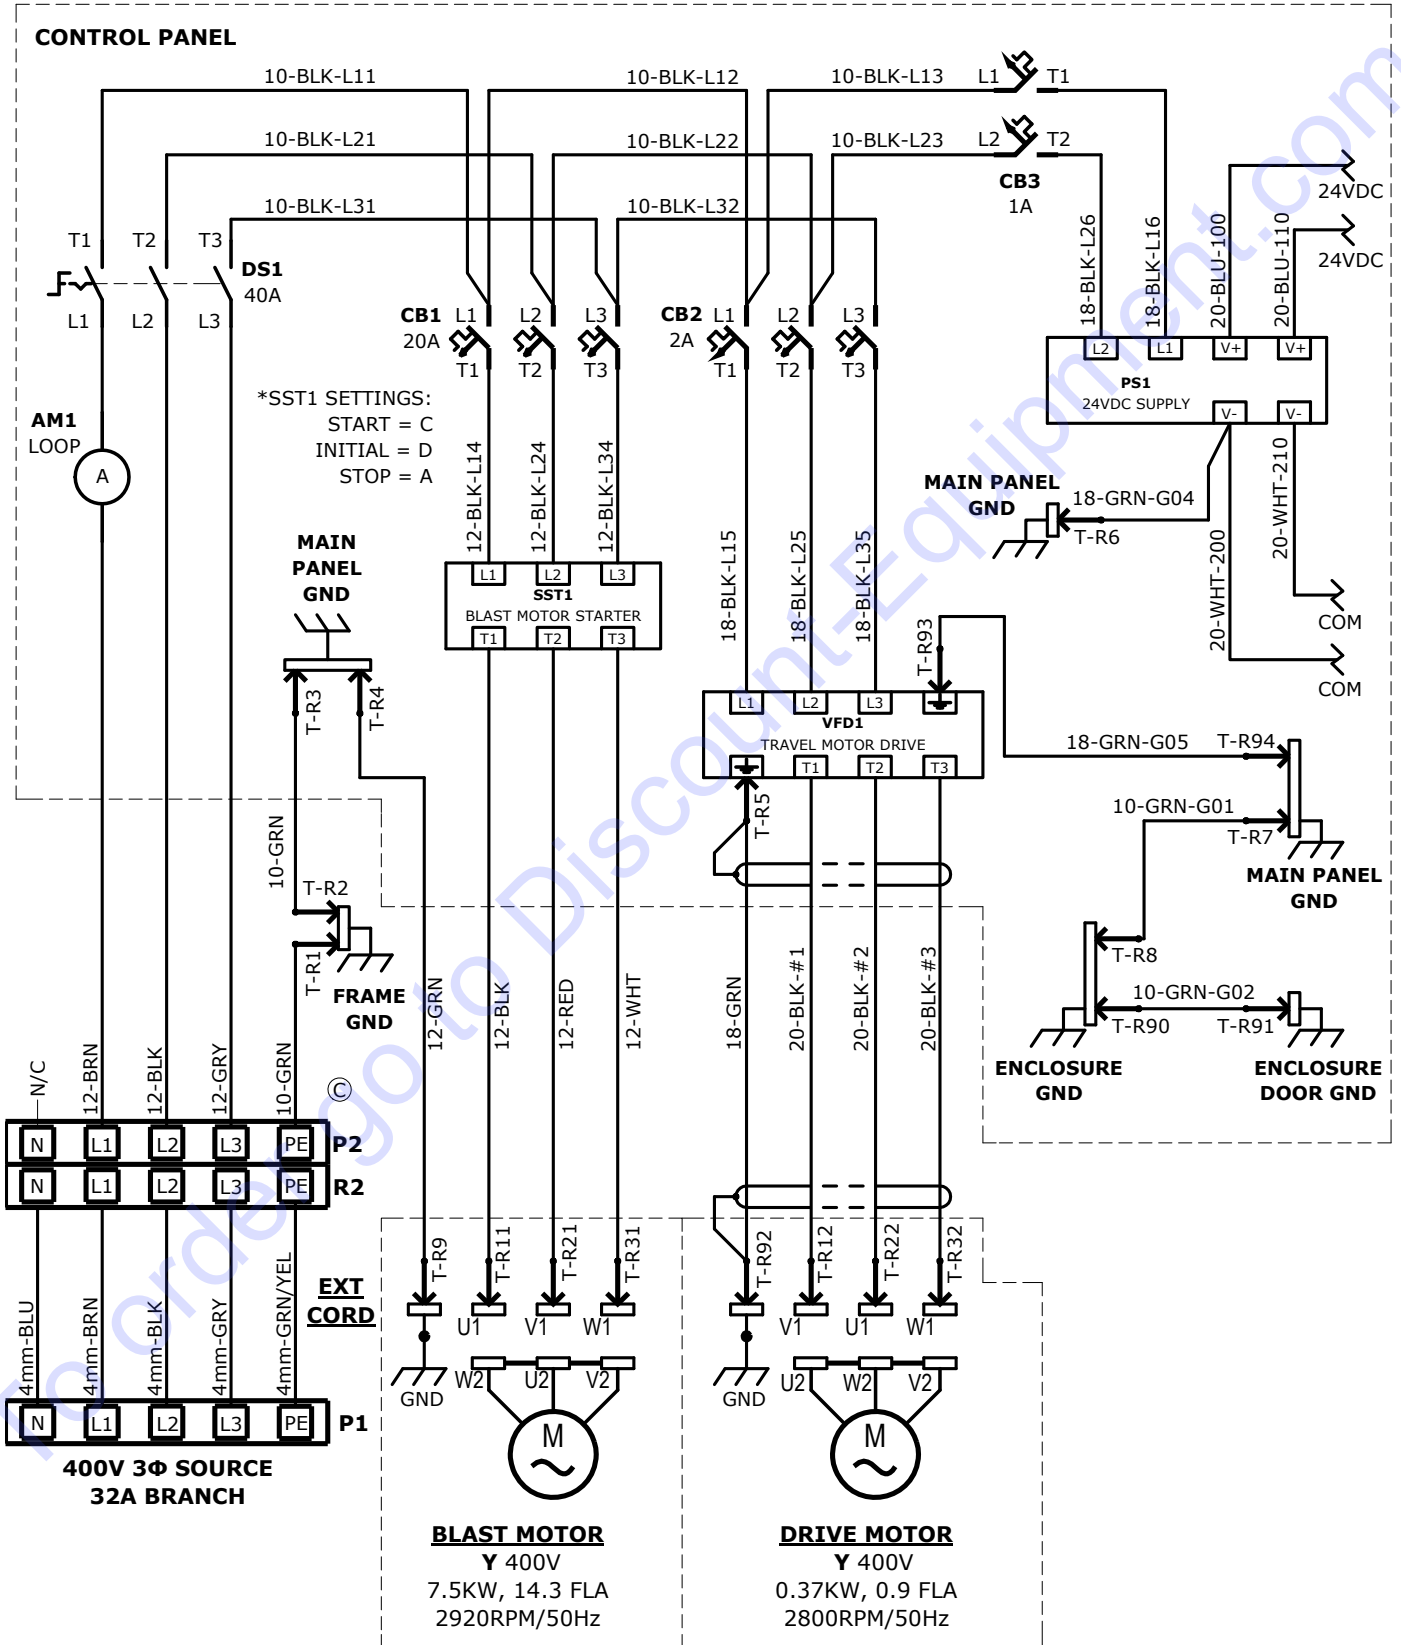 CONTROL PANEL
10-BLK-L11
10-BLK-L12
10-BLK-L13
L1
T1
10-BLK-L21
10-BLK-L22
10-BLK-L23
L2
T2
CB3
1A
10-BLK-L31
10-BLK-L32
24VDC
24VDC
18-BLK-L26
18-BLK-L16
20-BLU-100
20-BLU-110
T1
T2
T3
DS1
40A
L1
L2
L3
CB1
20A
L1
L2
L3
T1
T2
T3
CB2
2A
L1
L2
L3
T1
T2
T3
L2
L1
V+
V+
PS1
24VDC SUPPLY
V-
V-
*SST1 SETTINGS:
START = C
INITIAL = D
STOP = A
AM1
LOOP
A
12-BLK-L14
12-BLK-L24
12-BLK-L34
18-BLK-L15
18-BLK-L25
18-BLK-L35
MAIN PANEL
GND
18-GRN-G04
T-R6
20-WHT-200
20-WHT-210
COM
COM
MAIN
PANEL
GND
T-R3
T-R4
L1
L2
L3
SST1
BLAST MOTOR STARTER
T1
T2
T3
T-R93
L1
L2
L3
VFD1
TRAVEL MOTOR DRIVE
T1
T2
T3
T-R5
18-GRN-G05
T-R94
10-GRN-G01
T-R7
MAIN PANEL
GND
T-R8
10-GRN-G02
T-R90
T-R91
ENCLOSURE
GND
ENCLOSURE
DOOR GND
10-GRN
T-R2
T-R1
FRAME
GND
12-GRN
12-BLK
12-RED
12-WHT
18-GRN
20-BLK-#1
20-BLK-#2
20-BLK-#3
N/C
12-BRN
12-BLK
12-GRY
10-GRN
©
N
L1
L2
L3
PE
P2
N
L1
L2
L3
PE
R2
4mm-BLU
4mm-BRN
4mm-BLK
4mm-GRY
4mm-GRN/YEL
EXT
CORD
N
L1
L2
L3
PE
P1
400V 3Φ SOURCE
32A BRANCH
T-R9
T-R11
T-R21
T-R31
T-R92
T-R12
T-R22
T-R32
U1
V1
W1
V1
U1
W1
GND
W2
U2
V2
GND
U2
W2
V2
M
M
BLAST MOTOR
Y 400V
7.5KW, 14.3 FLA
2920RPM/50Hz
DRIVE MOTOR
Y 400V
0.37KW, 0.9 FLA
2800RPM/50Hz
To order go to Discount-Equipment.com